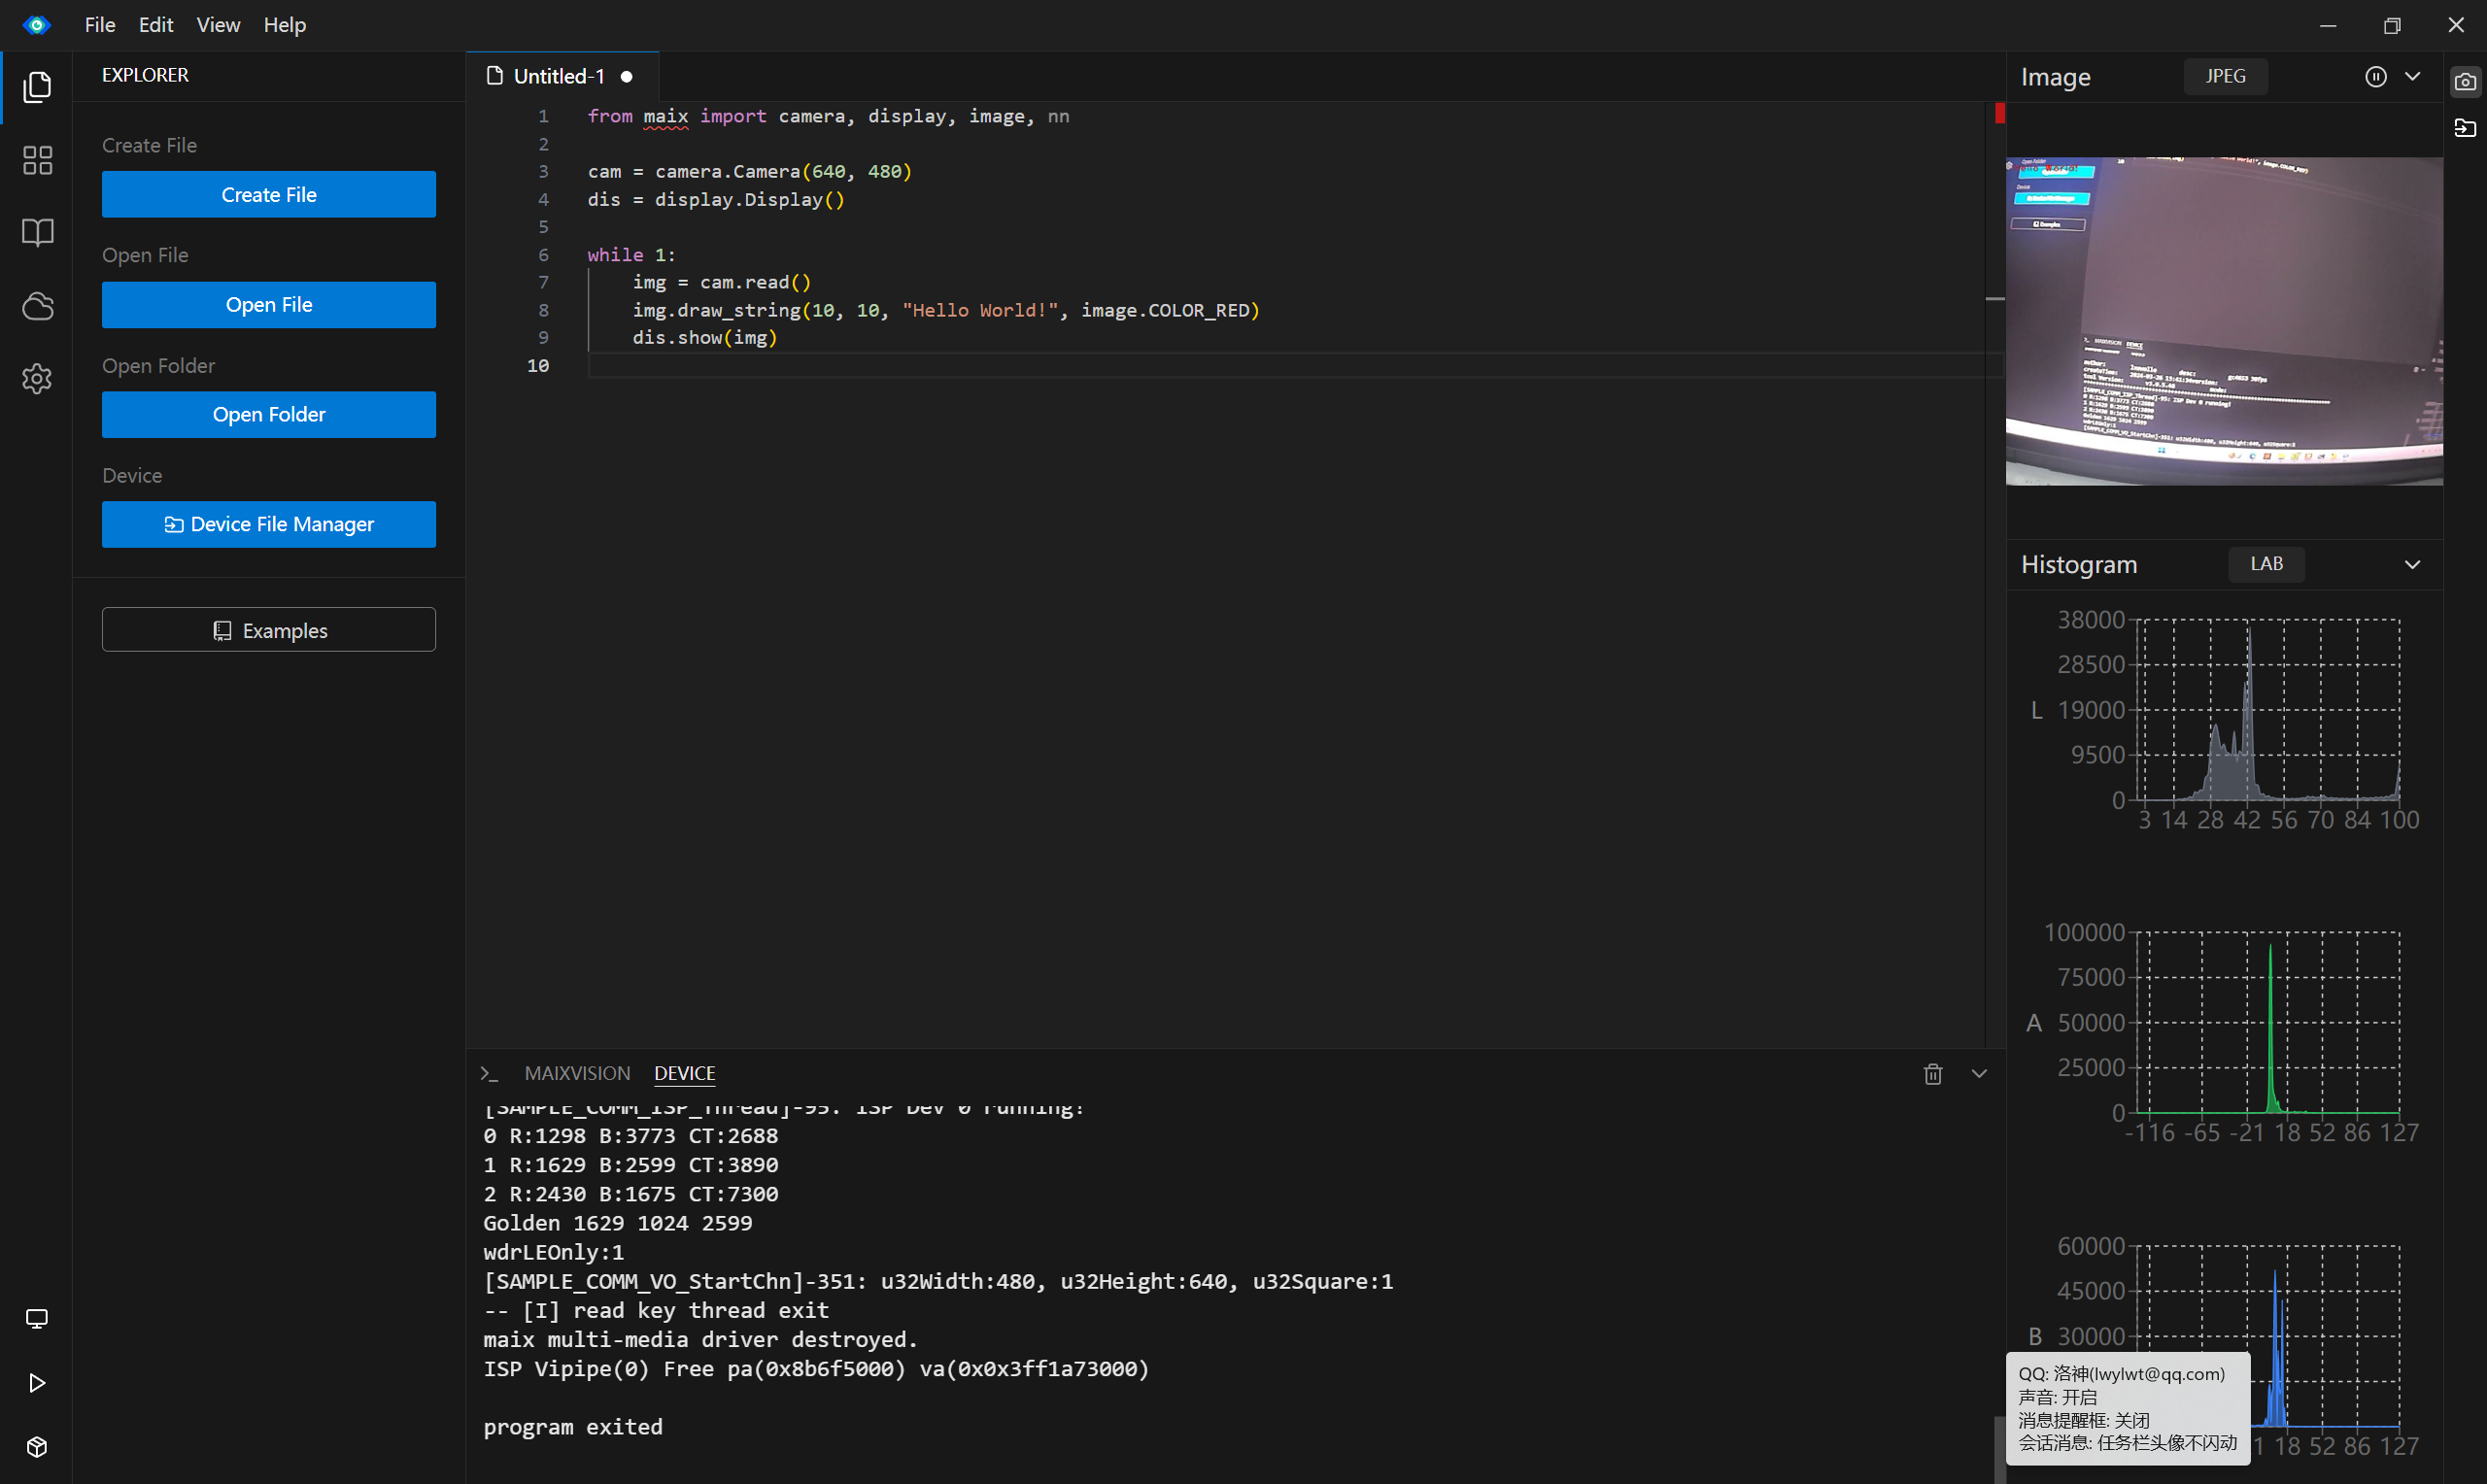 File Edit View Help
EXPLORER
Create File
Create File
Open File
Open File
Open Folder
Open Folder
Device
Device File Manager
Examples
Untitled-1
1 from maix import camera, display, image, nn
2
3 cam = camera.Camera(640, 480)
4 dis = display.Display()
5
6 while 1:
7 img = cam.read()
8 img.draw_string(10, 10, "Hello World!", image.COLOR_RED)
9 dis.show(img)
10
MAIXVISION DEVICE
[SAMPLE_COMM_ISP_Thread]-95: ISP Dev 0 running!
0 R:1298 B:3773 CT:2688
1 R:1629 B:2599 CT:3890
2 R:2430 B:1675 CT:7300
Golden 1629 1024 2599
wdrLEOnly:1
[SAMPLE_COMM_VO_StartChn]-351: u32Width:480, u32Height:640, u32Square:1
-- [I] read key thread exit
maix multi-media driver destroyed.
ISP Vipipe(0) Free pa(0x8b6f5000) va(0x0x3ff1a73000)
program exited
Image JPEG
Histogram LAB
38000
28500
L 19000
9500
0
3 14 28 42 56 70 84 100
100000
75000
A 50000
25000
0
-116 -65 -21 18 52 86 127
60000
45000
B 30000
1 18 52 86 127
QQ: 洛神(lwylwt@qq.com)
声音: 开启
消息提醒框: 关闭
会话消息: 任务栏头像不闪动